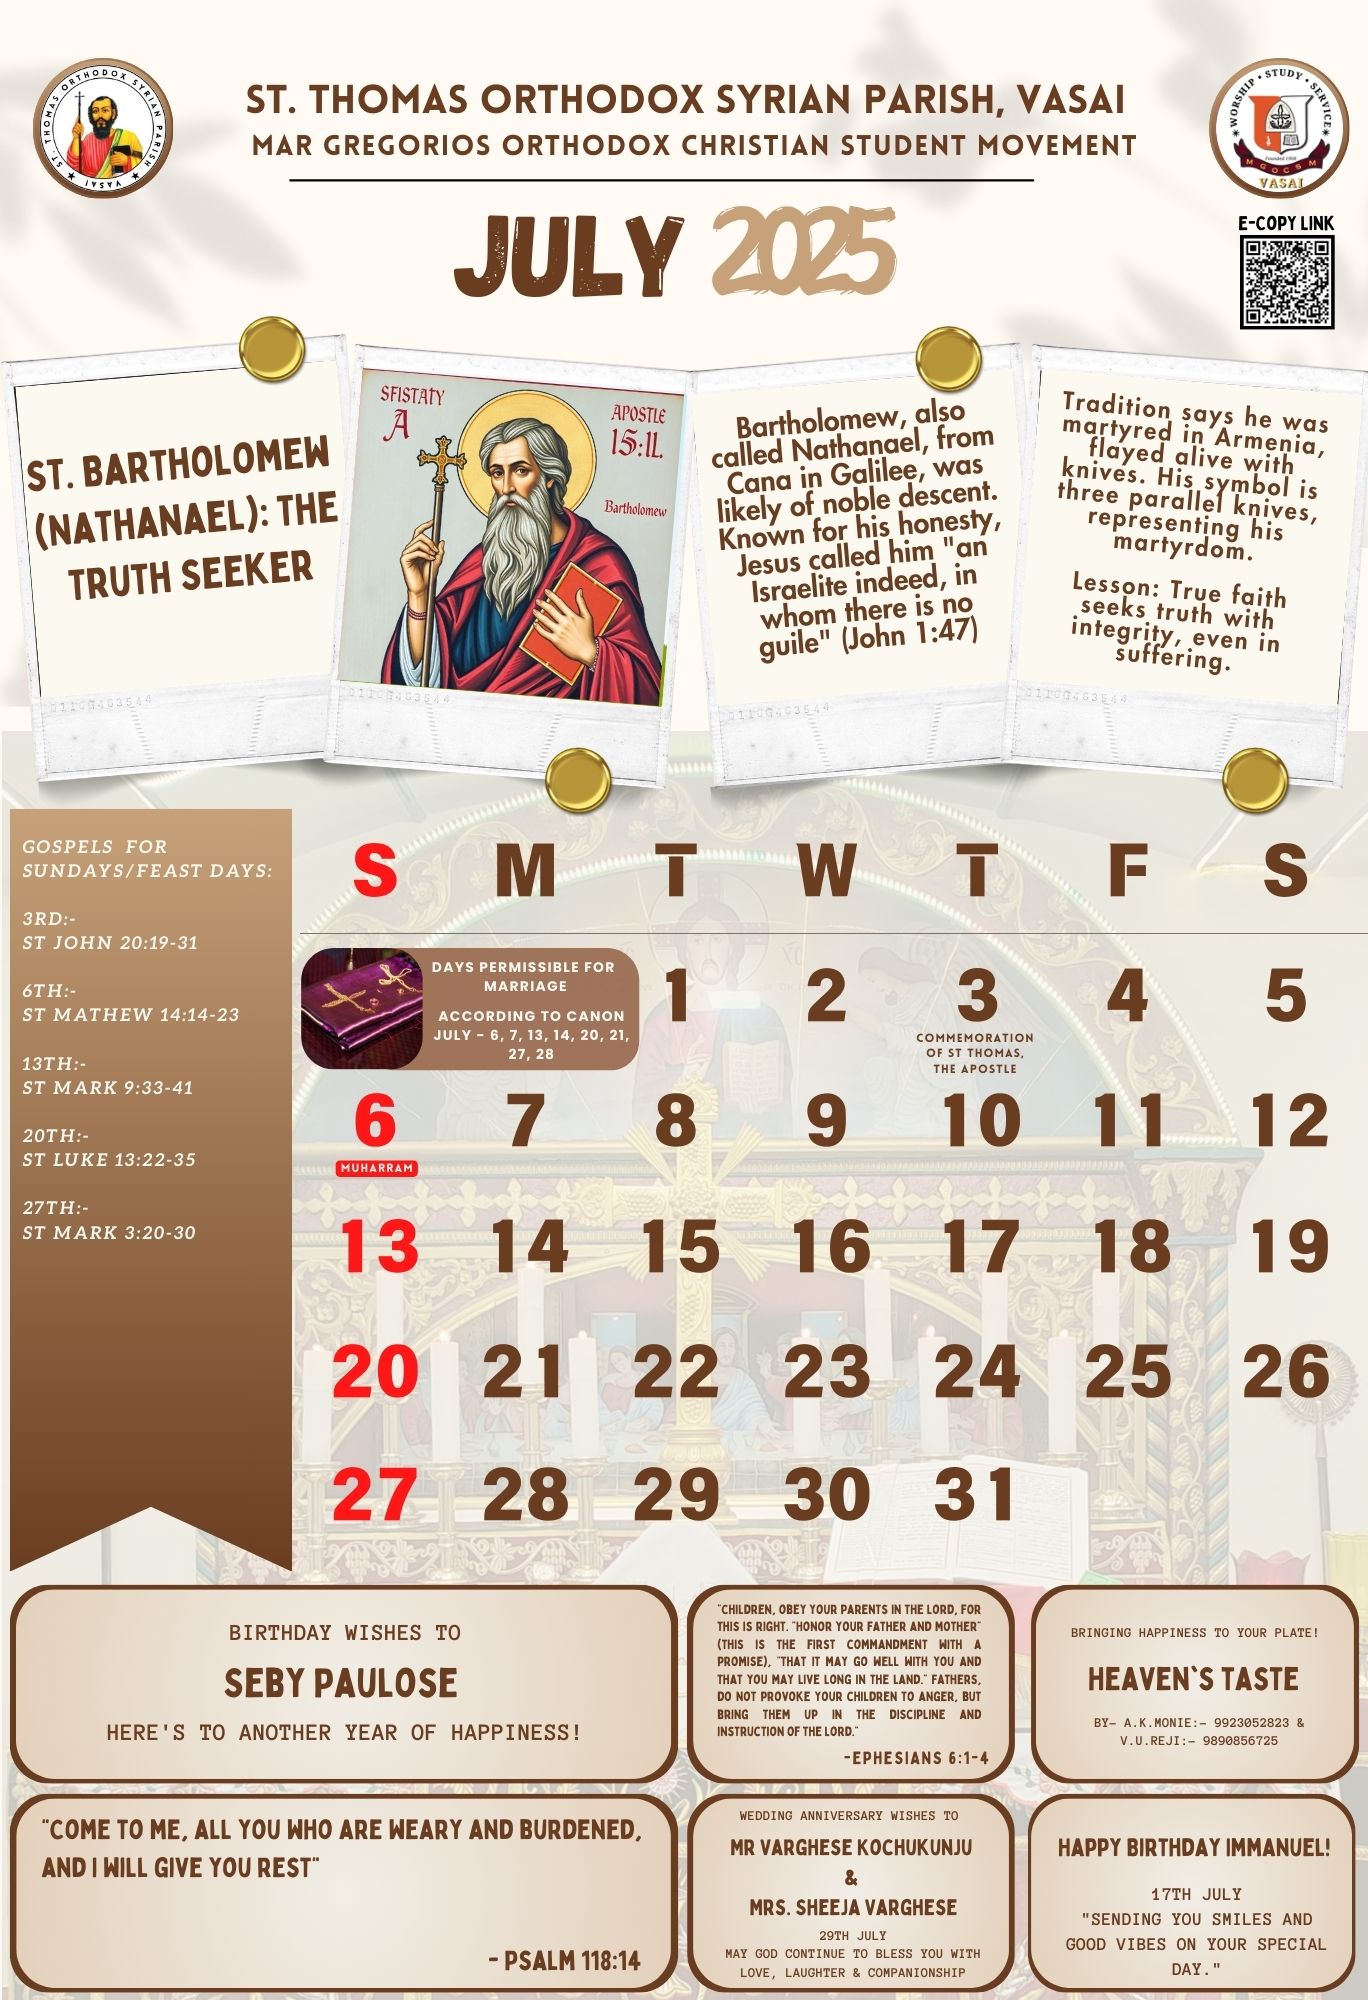 ST. THOMAS ORTHODOX SYRIAN PARISH, VASAI
MAR GREGORIOS ORTHODOX CHRISTIAN STUDENT MOVEMENT
ST. THOMAS ORTHODOX SYRIAN PARISH
VASAI
WORSHIP • STUDY • SERVICE
Founded 1908
MGOCSM
VASAI
JULY 2025
E-COPY LINK
ST. BARTHOLOMEW
(NATHANAEL): THE
TRUTH SEEKER
SFISTATY
A
APOSTLE
15:1L.
Bartholomew
Bartholomew, also
called Nathanael, from
Cana in Galilee, was
likely of noble descent.
Known for his honesty,
Jesus called him "an
Israelite indeed, in
whom there is no
guile" (John 1:47)
Tradition says he was
martyred in Armenia,
flayed alive with
knives. His symbol is
three parallel knives,
representing his
martyrdom.
Lesson: True faith
seeks truth with
integrity, even in
suffering.
GOSPELS FOR
SUNDAYS/FEAST DAYS:
3RD:-
ST JOHN 20:19-31
6TH:-
ST MATHEW 14:14-23
13TH:-
ST MARK 9:33-41
20TH:-
ST LUKE 13:22-35
27TH:-
ST MARK 3:20-30
S M T W T F S
DAYS PERMISSIBLE FOR
MARRIAGE
ACCORDING TO CANON
JULY - 6, 7, 13, 14, 20, 21,
27, 28
1 2 3 4 5
COMMEMORATION
OF ST THOMAS,
THE APOSTLE
6 7 8 9 10 11 12
MUHARRAM
13 14 15 16 17 18 19
20 21 22 23 24 25 26
27 28 29 30 31
BIRTHDAY WISHES TO
SEBY PAULOSE
HERE'S TO ANOTHER YEAR OF HAPPINESS!
"CHILDREN, OBEY YOUR PARENTS IN THE LORD, FOR
THIS IS RIGHT. "HONOR YOUR FATHER AND MOTHER"
(THIS IS THE FIRST COMMANDMENT WITH A
PROMISE), "THAT IT MAY GO WELL WITH YOU AND
THAT YOU MAY LIVE LONG IN THE LAND." FATHERS,
DO NOT PROVOKE YOUR CHILDREN TO ANGER, BUT
BRING THEM UP IN THE DISCIPLINE AND
INSTRUCTION OF THE LORD."
-EPHESIANS 6:1-4
BRINGING HAPPINESS TO YOUR PLATE!
HEAVEN`S TASTE
BY- A.K.MONIE:- 9923052823 &
V.U.REJI:- 9890856725
"COME TO ME, ALL YOU WHO ARE WEARY AND BURDENED,
AND I WILL GIVE YOU REST"
- PSALM 118:14
WEDDING ANNIVERSARY WISHES TO
MR VARGHESE KOCHUKUNJU
&
MRS. SHEEJA VARGHESE
29TH JULY
MAY GOD CONTINUE TO BLESS YOU WITH
LOVE, LAUGHTER & COMPANIONSHIP
HAPPY BIRTHDAY IMMANUEL!
17TH JULY
"SENDING YOU SMILES AND
GOOD VIBES ON YOUR SPECIAL
DAY."